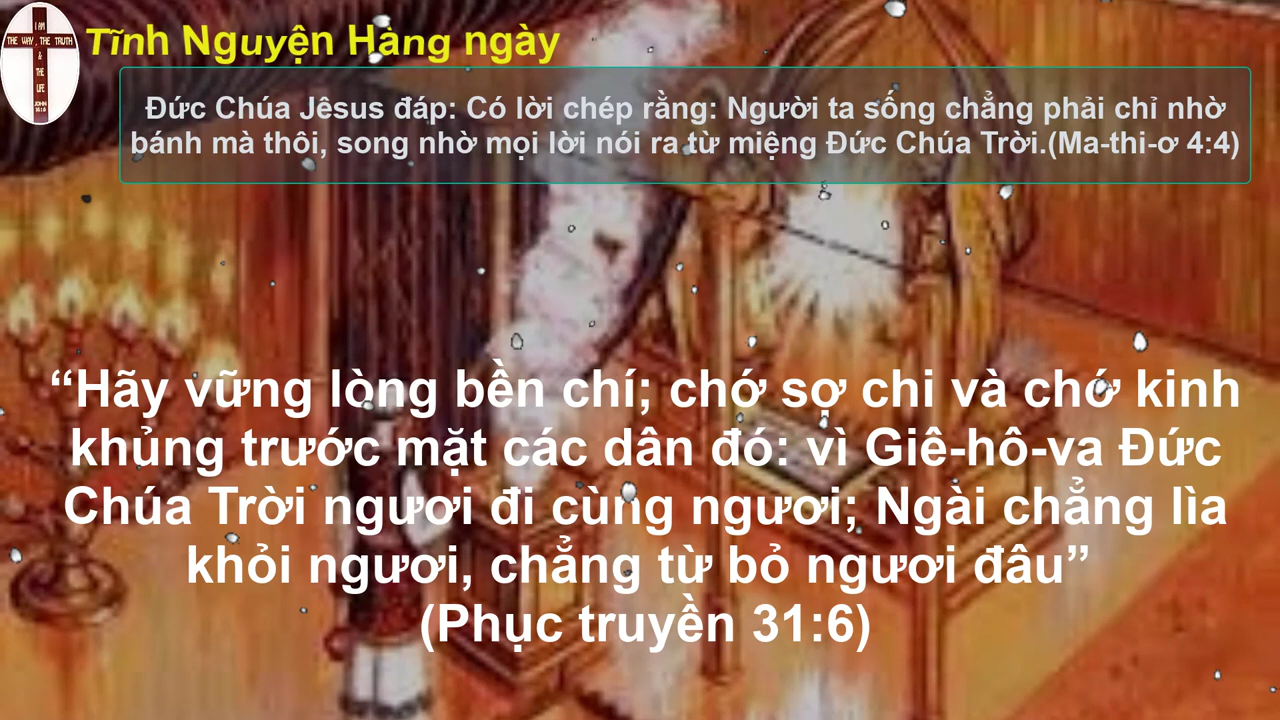 I AM
THE WAY , THE TRUTH
&
THE
LIFE
JOHN
Tĩnh Nguyện Hàng ngày
Đức Chúa Jêsus đáp: Có lời chép rằng: Người ta sống chẳng phải chỉ nhờ
bánh mà thôi, song nhờ mọi lời nói ra từ miệng Đức Chúa Trời.(Ma-thi-ơ 4:4)
“Hãy vững lòng bền chí; chớ sợ chi và chớ kinh
khủng trước mặt các dân đó: vì Giê-hô-va Đức
Chúa Trời ngươi đi cùng ngươi; Ngài chẳng lìa
khỏi ngươi, chẳng từ bỏ ngươi đâu”
(Phục truyền 31:6)